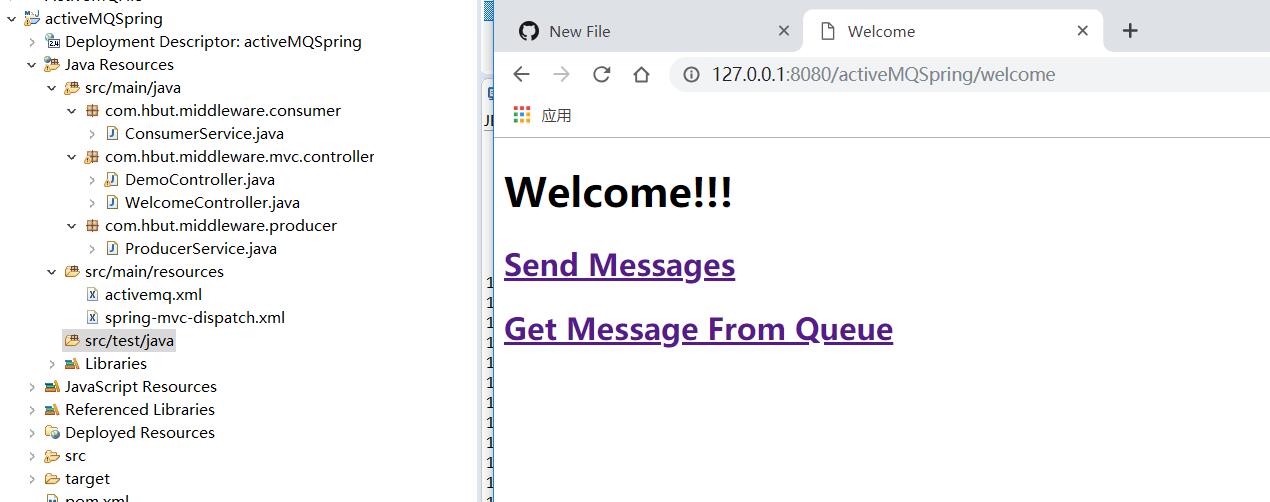 activeMQSpring
Deployment Descriptor: activeMQSpring
Java Resources
src/main/java
com.hbut.middleware.consumer
ConsumerService.java
com.hbut.middleware.mvc.controller
DemoController.java
WelcomeController.java
com.hbut.middleware.producer
ProducerService.java
src/main/resources
activemq.xml
spring-mvc-dispatch.xml
src/test/java
Libraries
JavaScript Resources
Referenced Libraries
Deployed Resources
src
target
pom.xml
New File
Welcome
127.0.0.1:8080/activeMQSpring/welcome
应用
Welcome!!!
Send Messages
Get Message From Queue